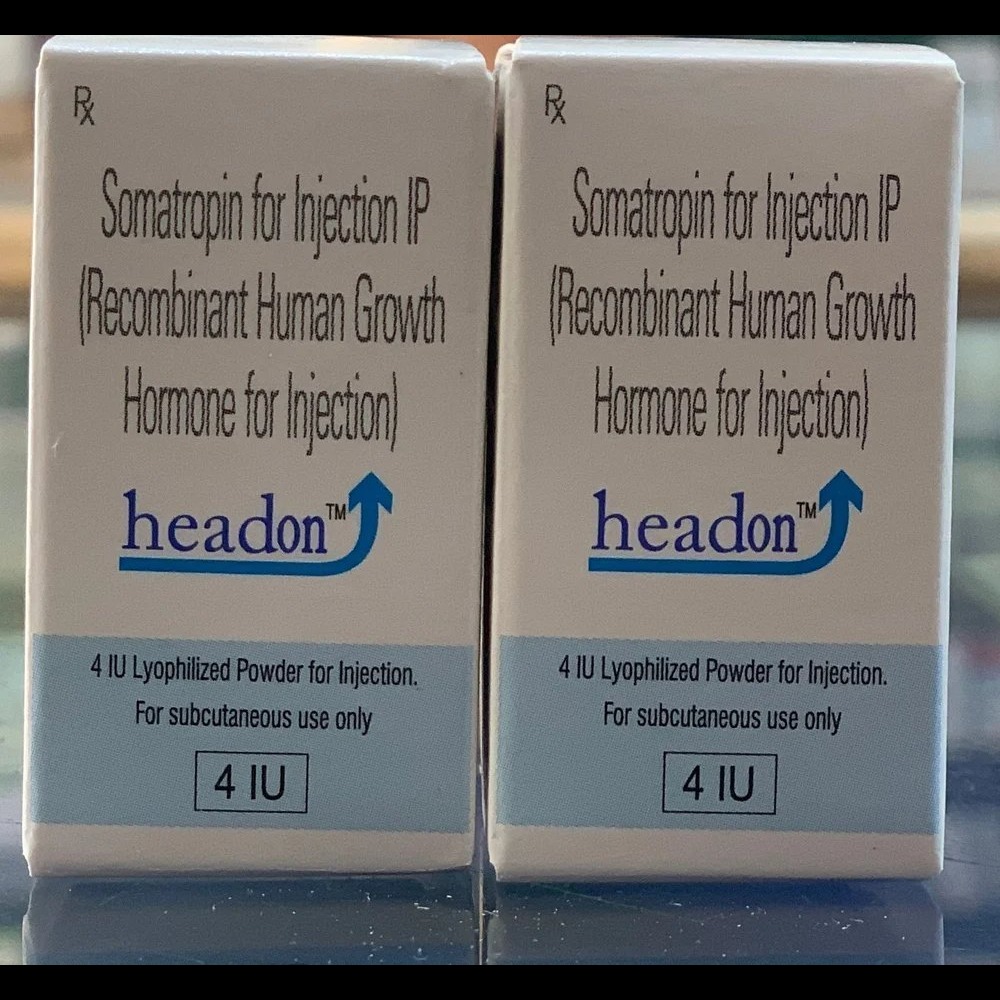 Rx
Somatropin for Injection IP
(Recombinant Human Growth
Hormone for Injection)
headon™
4 IU Lyophilized Powder for Injection.
For subcutaneous use only
4 IU
Rx
Somatropin for Injection IP
(Recombinant Human Growth
Hormone for Injection)
headon™
4 IU Lyophilized Powder for Injection.
For subcutaneous use only
4 IU